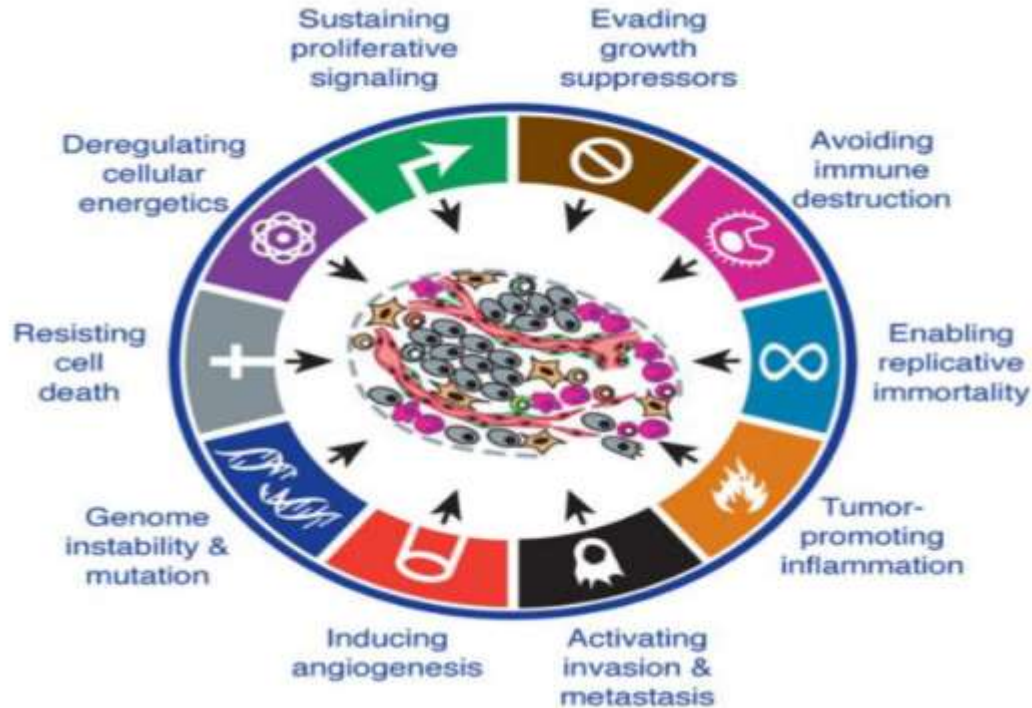 Sustaining
proliferative
signaling
Evading
growth
suppressors
Deregulating
cellular
energetics
Avoiding
immune
destruction
Resisting
cell
death
Enabling
replicative
immortality
Genome
instability &
mutation
Tumor-
promoting
inflammation
Inducing
angiogenesis
Activating
invasion &
metastasis